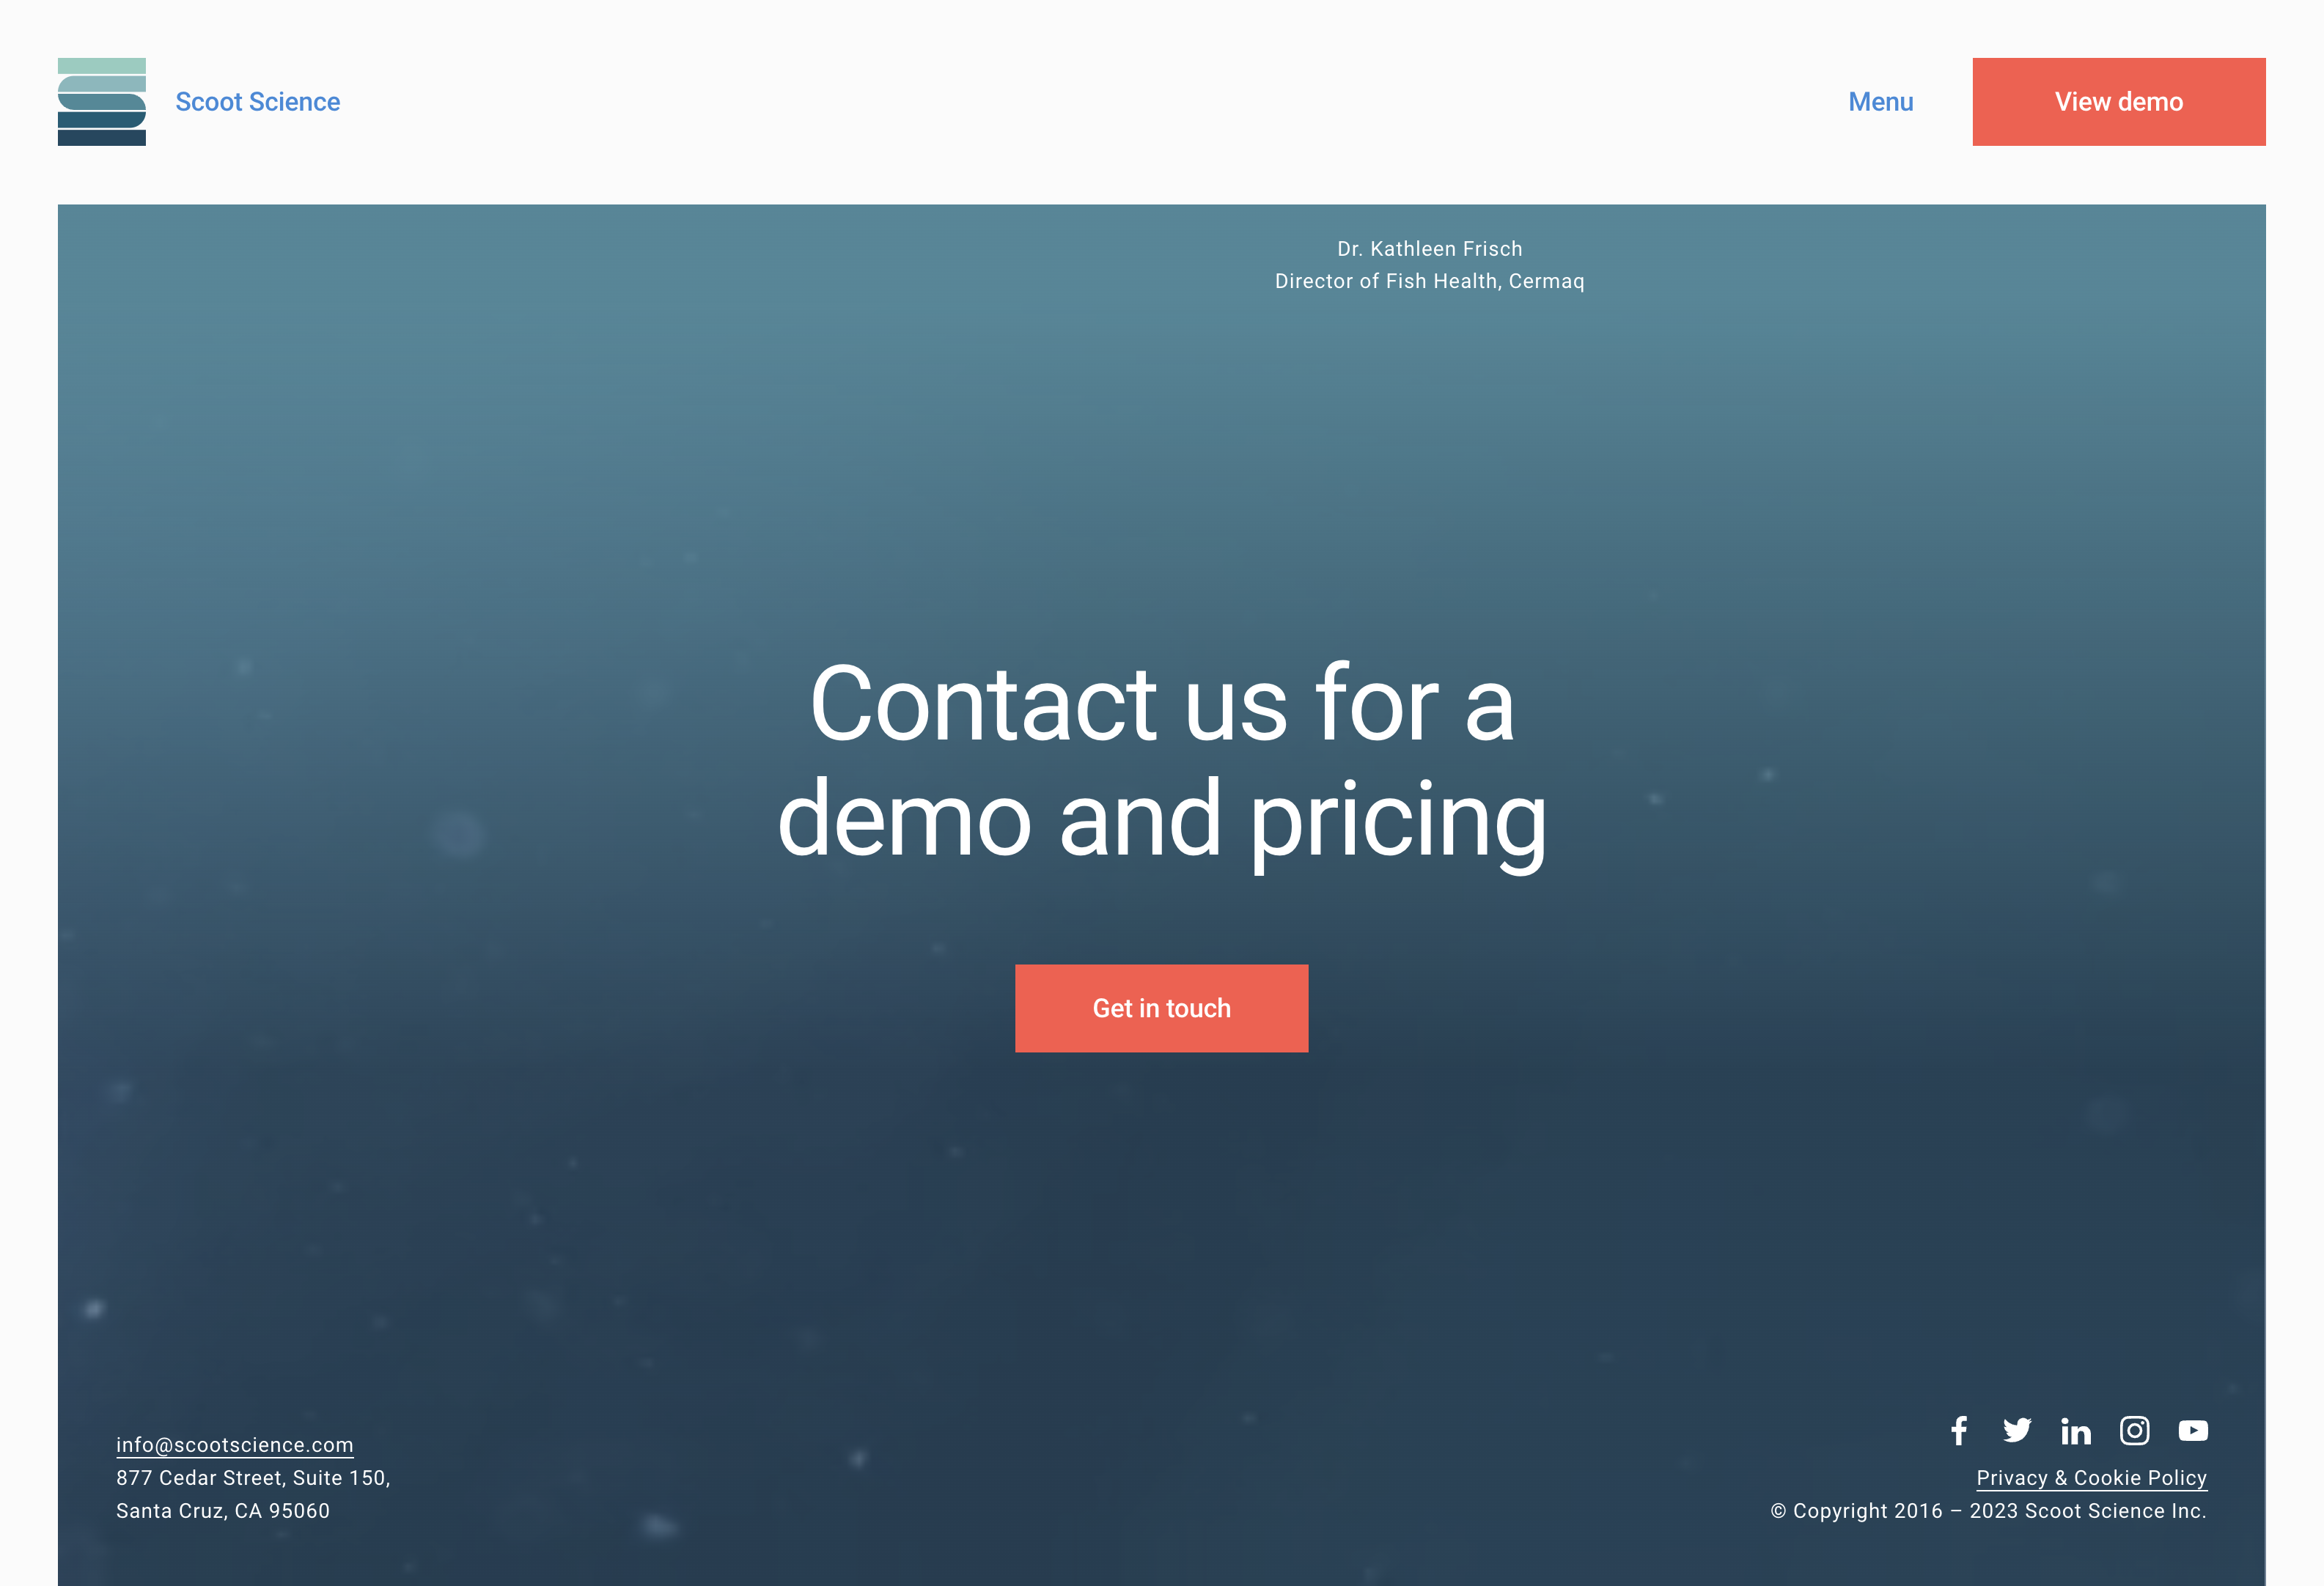 Scoot Science
Menu
View demo
Dr. Kathleen Frisch
Director of Fish Health, Cermaq
Contact us for a
demo and pricing
Get in touch
info@scootscience.com
877 Cedar Street, Suite 150,
Santa Cruz, CA 95060
Privacy & Cookie Policy
© Copyright 2016 – 2023 Scoot Science Inc.